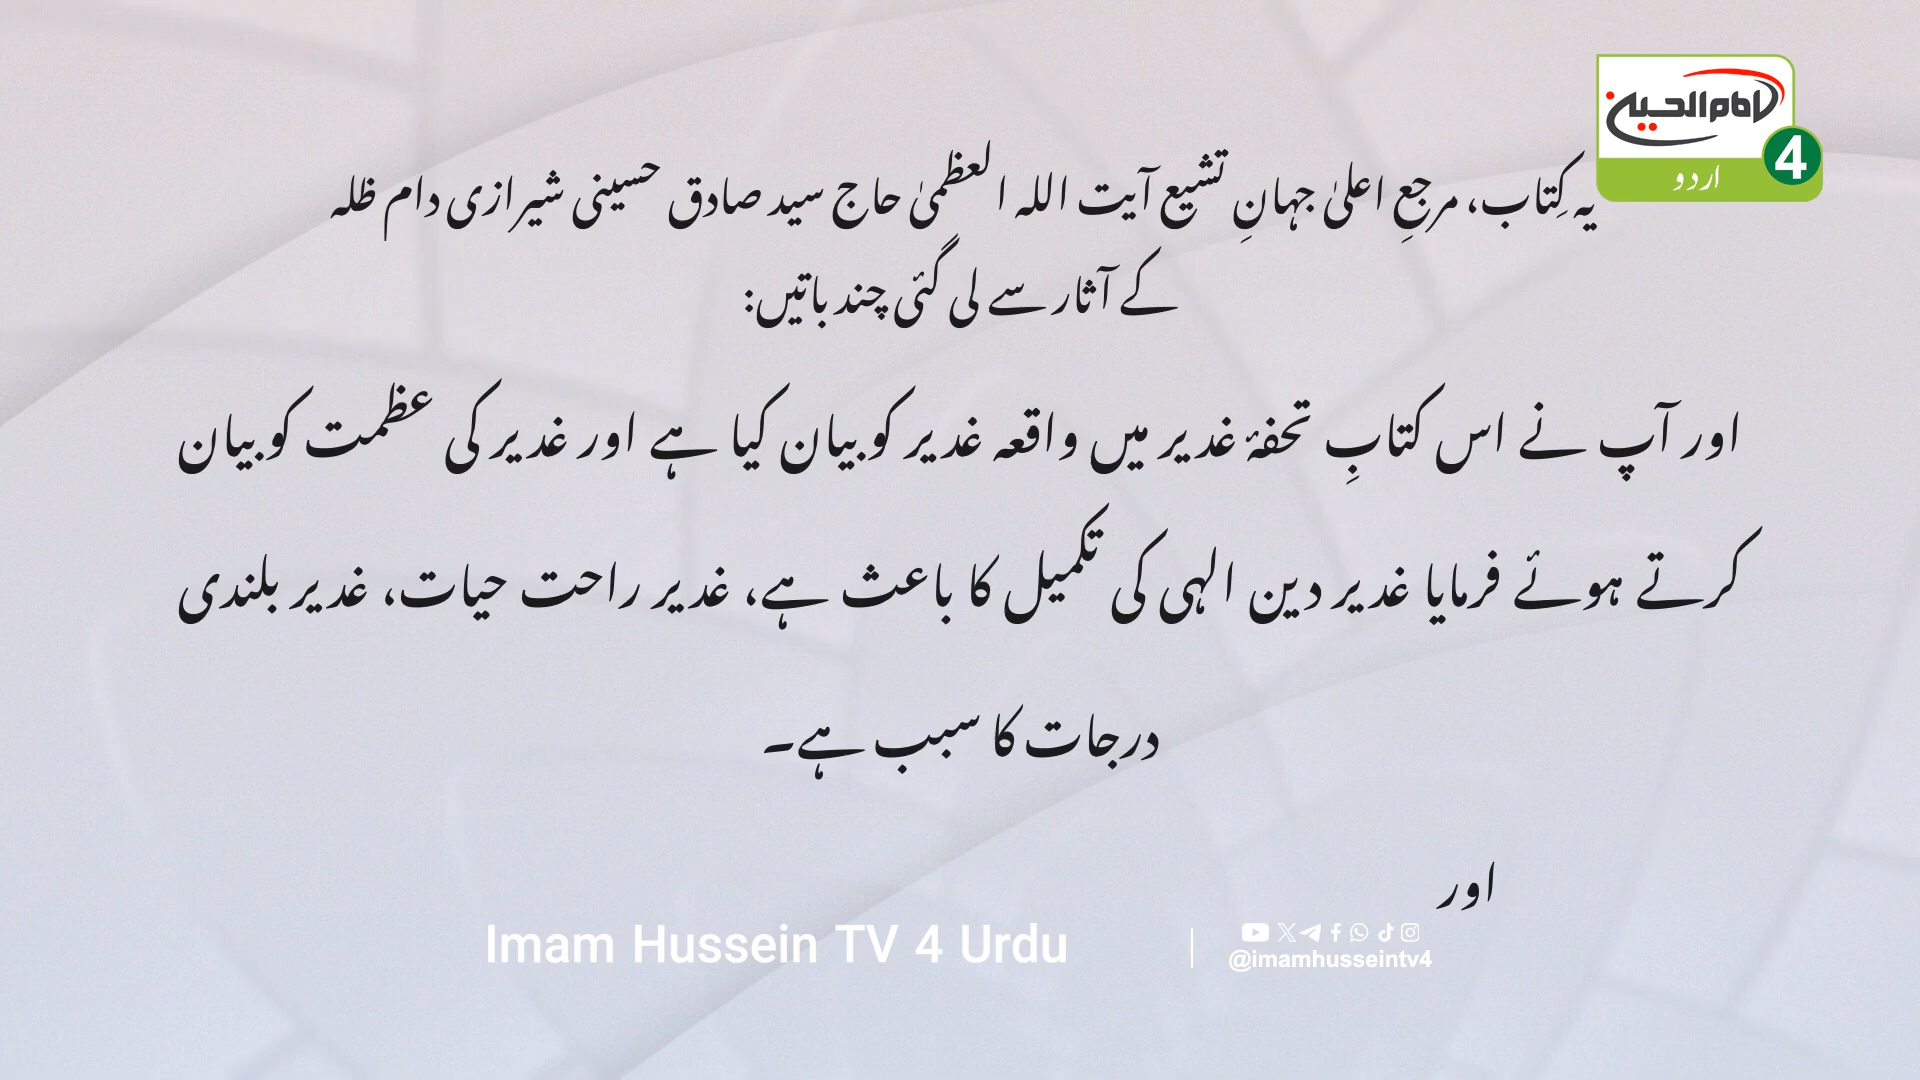 امام الحسین
4
اردو
یہ کِتاب، مرجعِ اعلیٰ جہانِ تشیع آیت اللہ العظمیٰ حاج سید صادق حسینی شیرازی دام ظلہ
کے آثار سے لی گئی چند باتیں:
اور آپ نے اس کتابِ تحفۂ غدیر میں واقعہ غدیر کو بیان کیا ہے اور غدیر کی عظمت کو بیان
کرتے ہوئے فرمایا غدیر دین الہی کی تکمیل کا باعث ہے، غدیر راحت حیات، غدیر بلندی
درجات کا سبب ہے۔
اور
Imam Hussein TV 4 Urdu
@imamhusseintv4